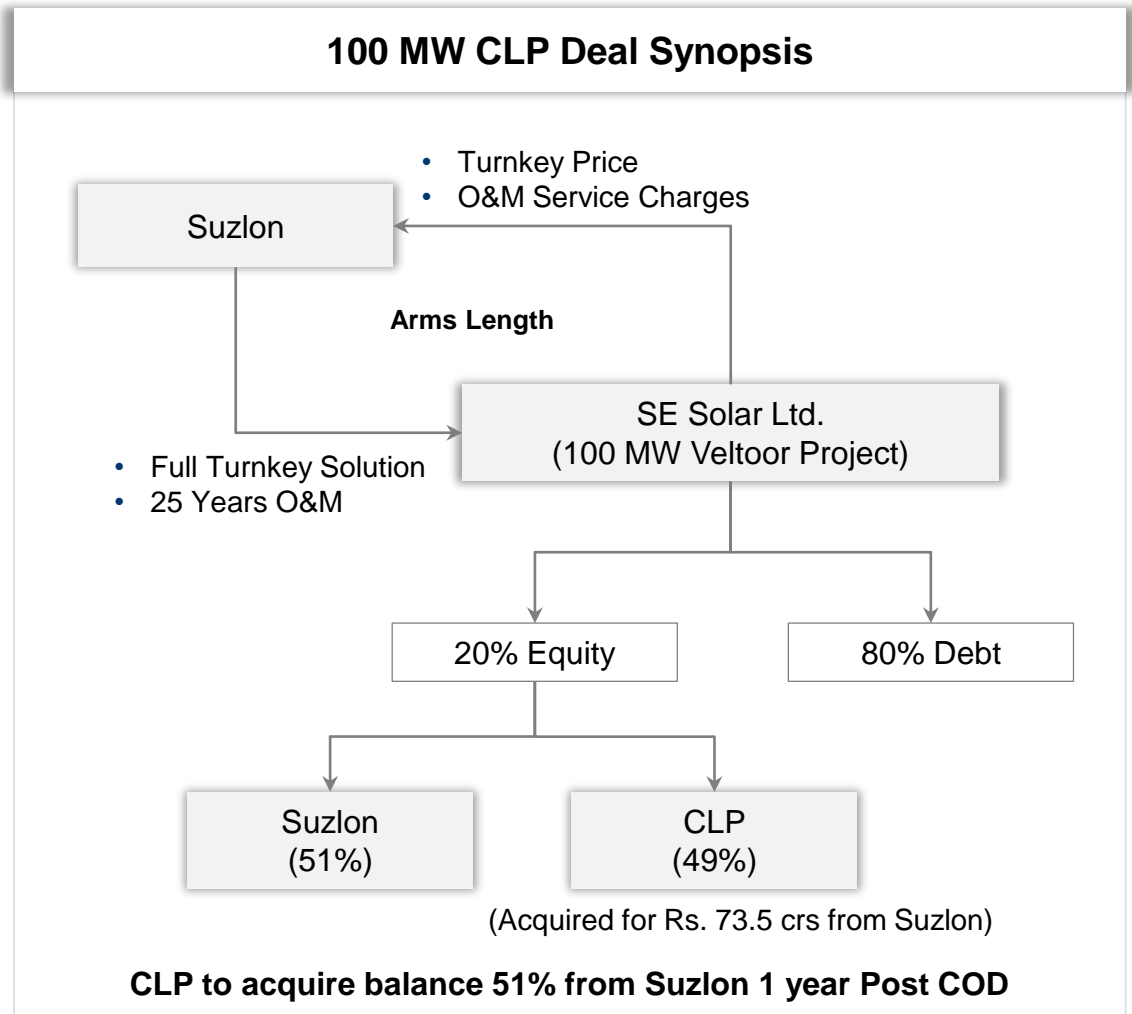 100 MW CLP Deal Synopsis
• Turnkey Price
• O&M Service Charges
Suzlon
Arms Length
SE Solar Ltd.
(100 MW Veltoor Project)
• Full Turnkey Solution
• 25 Years O&M
20% Equity
80% Debt
Suzlon
(51%)
CLP
(49%)
(Acquired for Rs. 73.5 crs from Suzlon)
CLP to acquire balance 51% from Suzlon 1 year Post COD